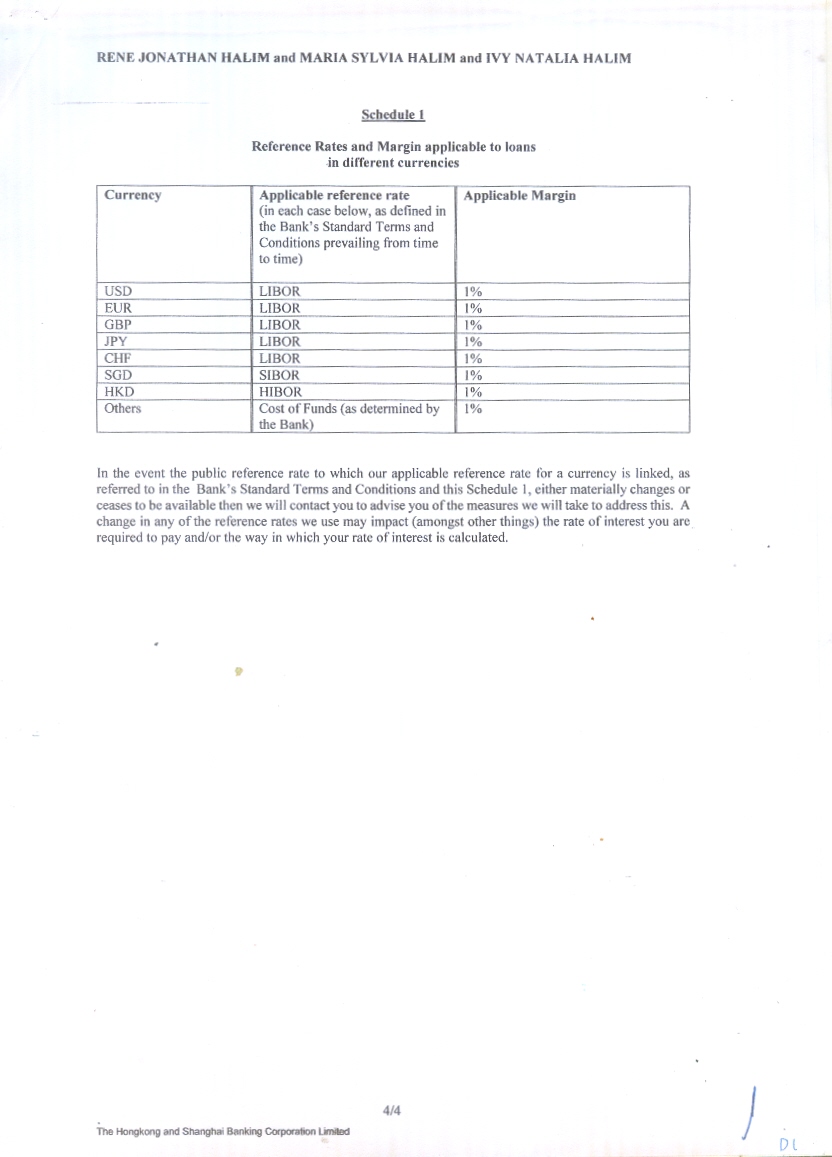 RENE JONATHAN HALIM and MARIA SYLVIA HALIM and IVY NATALIA HALIM
Schedule 1
Reference Rates and Margin applicable to loans
in different currencies
Currency Applicable reference rate Applicable Margin
(in each case below, as defined in
the Bank's Standard Terms and
Conditions prevailing from time
to time)
USD LIBOR 1%
EUR LIBOR 1%
GBP LIBOR 1%
JPY LIBOR 1%
CHF LIBOR 1%
SGD SIBOR 1%
HKD HIBOR 1%
Others Cost of Funds (as determined by 1%
the Bank)
In the event the public reference rate to which our applicable reference rate for a currency is linked, as
referred to in the Bank's Standard Terms and Conditions and this Schedule 1, either materially changes or
ceases to be available then we will contact you to advise you of the measures we will take to address this. A
change in any of the reference rates we use may impact (amongst other things) the rate of interest you are
required to pay and/or the way in which your rate of interest is calculated.
4/4
The Hongkong and Shanghai Banking Corporation Limited